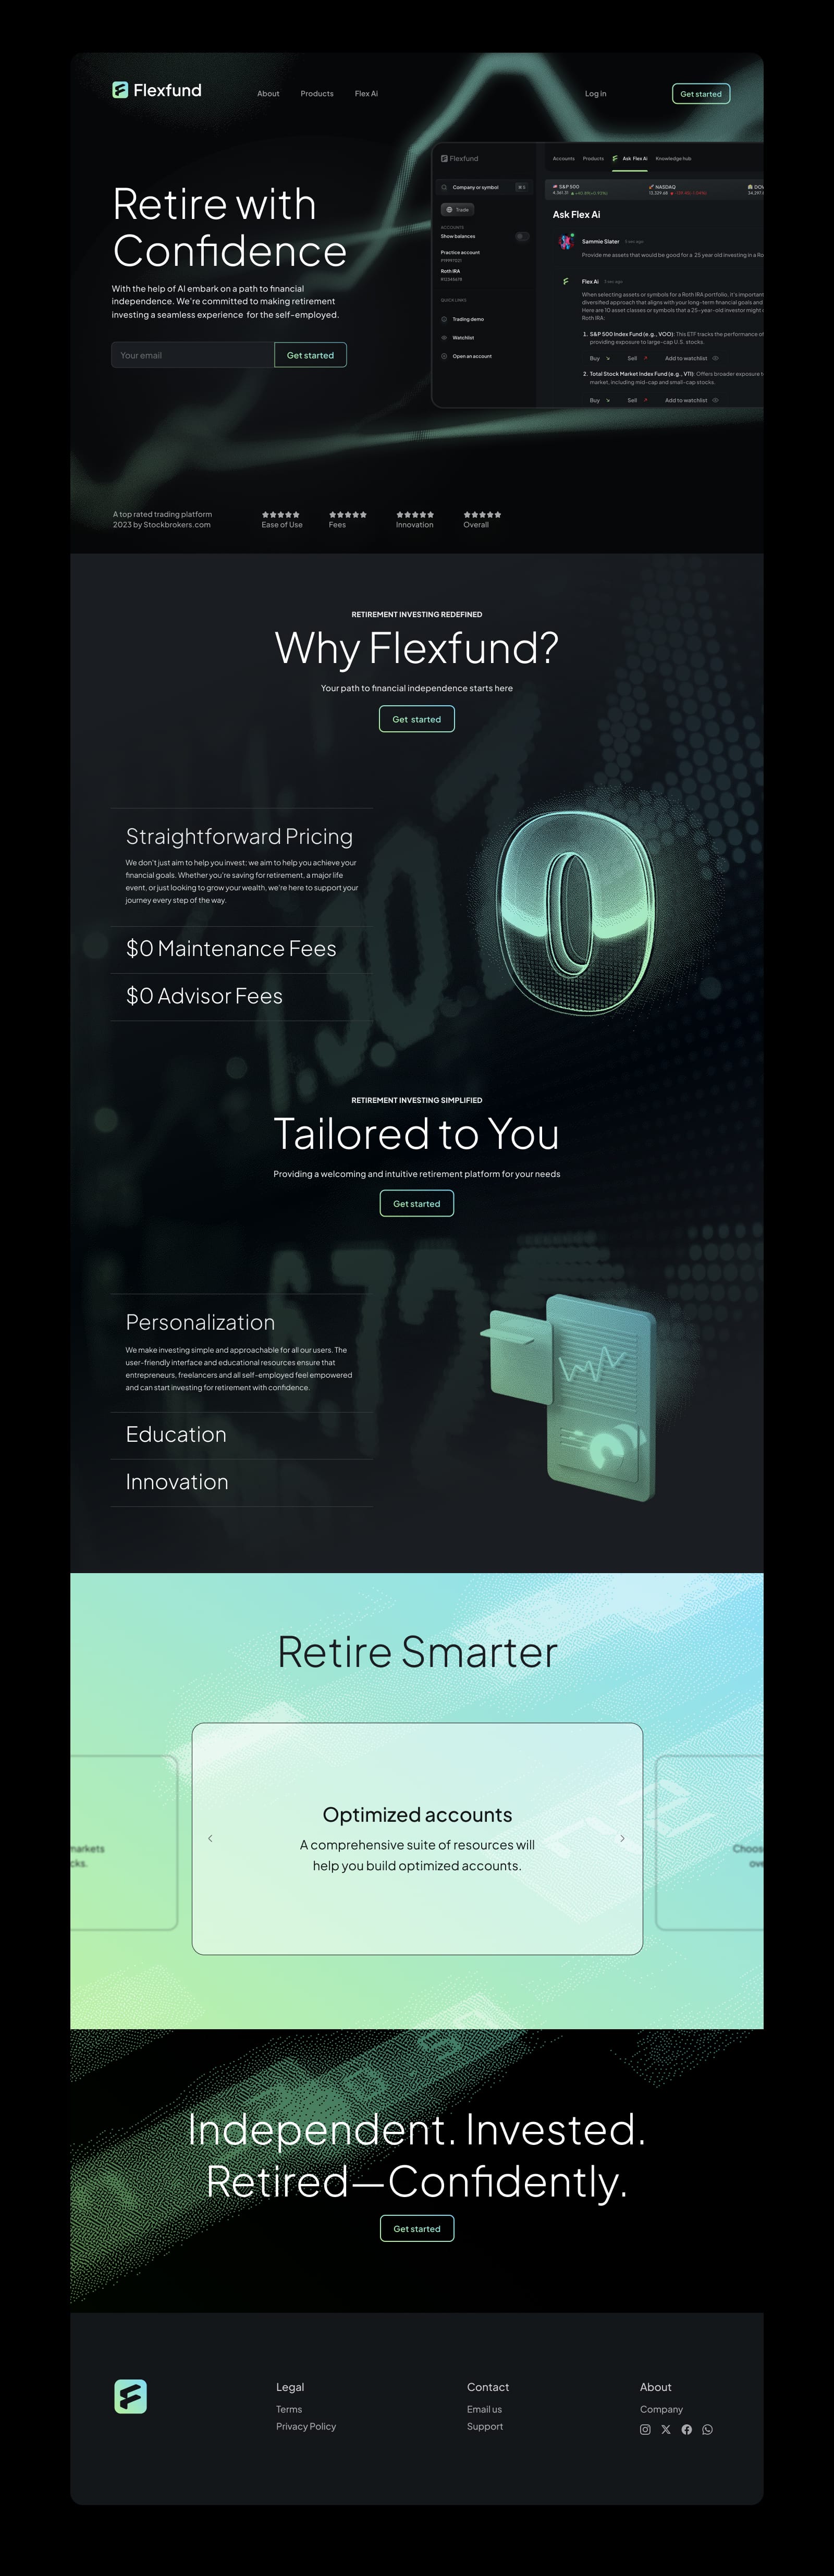 Flexfund
About
Products
Flex Ai
Log in
Get started
Retire with
Confidence
With the help of AI embark on a path to financial
independence. We're committed to making retirement
investing a seamless experience for the self-employed.
Your email
Get started
Flexfund
Company or symbol
Trade
ACCOUNTS
Show balances
Practice account
Roth IRA
QUICK LINKS
Trading demo
Watchlist
Open an account
Accounts
Products
Ask Flex Ai
Knowledge hub
S&P 500
NASDAQ
Ask Flex Ai
Sammie Slater
Provide me assets that would be good for a 25 year old investing in a
Flex Ai
When selecting assets or symbols for a Roth IRA portfolio, it's important
diversified approach that aligns with your long-term financial goals and
Here are 10 asset classes or symbols that a 25-year-old investor might
Roth IRA:
1. S&P 500 Index Fund (e.g., VOO): This ETF tracks the performance of
providing exposure to large-cap U.S. stocks.
Buy
Sell
Add to watchlist
2. Total Stock Market Index Fund (e.g., VTI): Offers broader exposure
market, including mid-cap and small-cap stocks.
Buy
Sell
Add to watchlist
A top rated trading platform
2023 by Stockbrokers.com
Ease of Use
Fees
Innovation
Overall
RETIREMENT INVESTING REDEFINED
Why Flexfund?
Your path to financial independence starts here
Get started
Straightforward Pricing
We don't just aim to help you invest; we aim to help you achieve your
financial goals. Whether you're saving for retirement, a major life
event, or just looking to grow your wealth, we're here to support your
journey every step of the way.
$0 Maintenance Fees
$0 Advisor Fees
0
RETIREMENT INVESTING SIMPLIFIED
Tailored to You
Providing a welcoming and intuitive retirement platform for your needs
Get started
Personalization
We make investing simple and approachable for all our users. The
user-friendly interface and educational resources ensure that
entrepreneurs, freelancers and all self-employed feel empowered
and can start investing for retirement with confidence.
Education
Innovation
Retire Smarter
Optimized accounts
A comprehensive suite of resources will
help you build optimized accounts.
Independent. Invested.
Retired—Confidently.
Get started
Legal
Terms
Privacy Policy
Contact
Email us
Support
About
Company